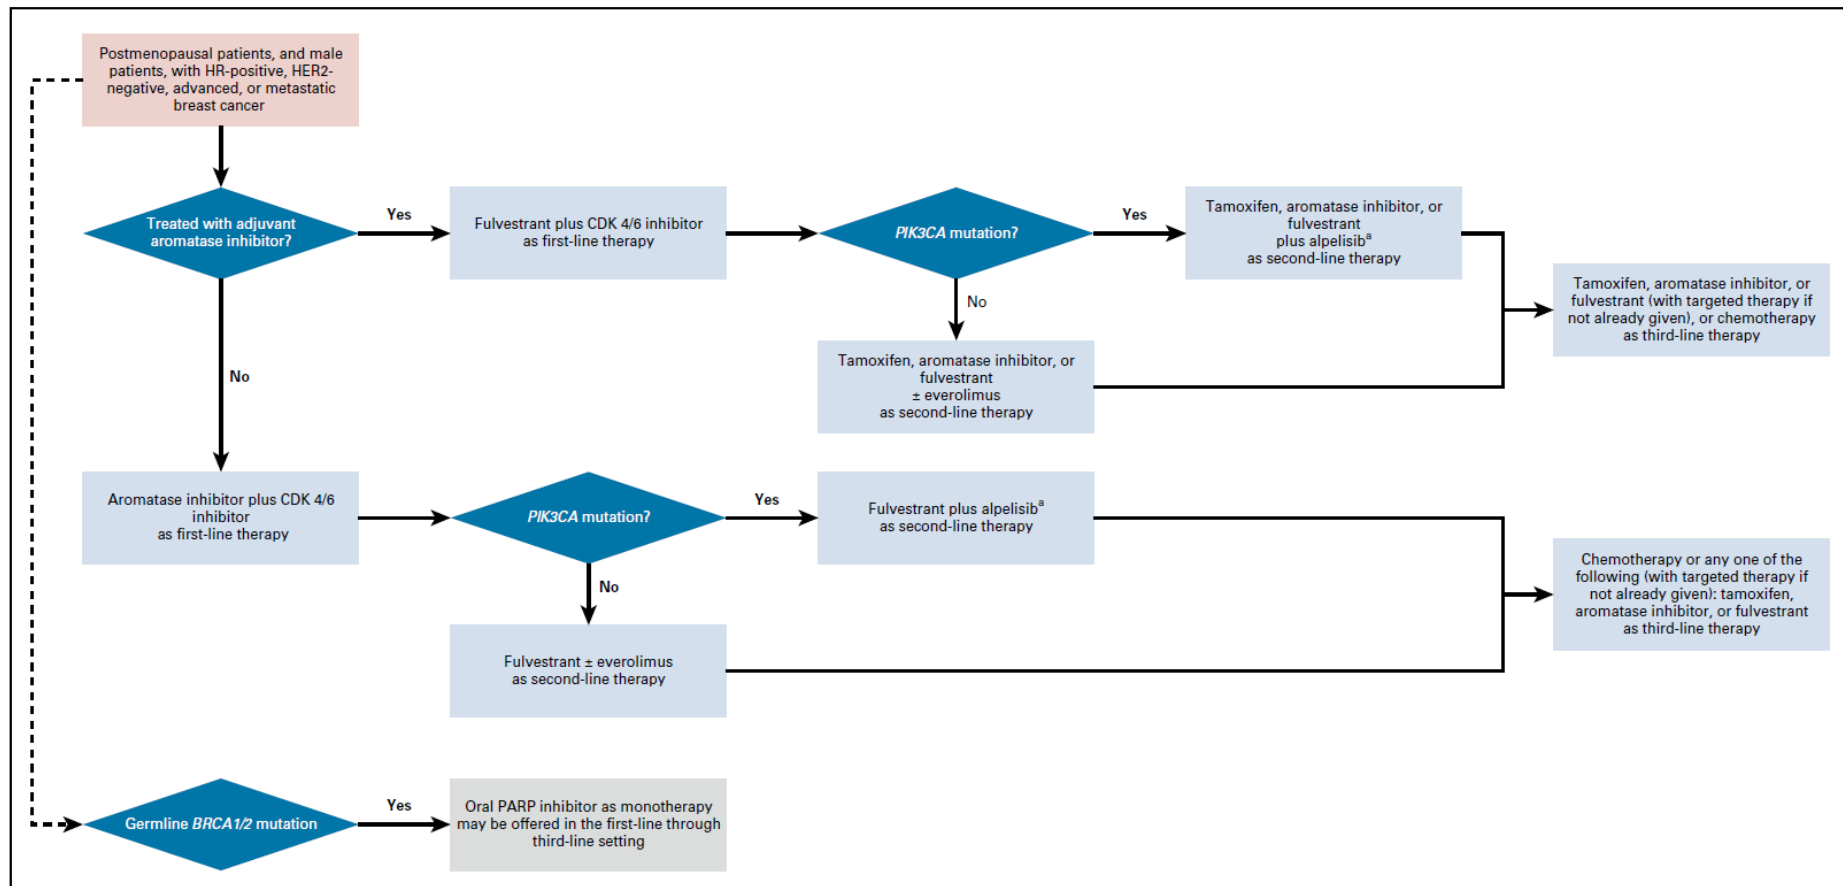 Postmenopausal patients, and male
patients, with HR-positive, HER2-
negative, advanced, or metastatic
breast cancer
Treated with adjuvant
aromatase inhibitor?
Yes
Fulvestrant plus CDK 4/6 inhibitor
as first-line therapy
PIK3CA mutation?
Yes
Tamoxifen, aromatase inhibitor, or
fulvestrant
plus alpelisibª
as second-line therapy
No
Tamoxifen, aromatase inhibitor, or
fulvestrant
± everolimus
as second-line therapy
Tamoxifen, aromatase inhibitor, or
fulvestrant (with targeted therapy if
not already given), or chemotherapy
as third-line therapy
No
Aromatase inhibitor plus CDK 4/6
inhibitor
as first-line therapy
PIK3CA mutation?
Yes
Fulvestrant plus alpelisibª
as second-line therapy
No
Fulvestrant ± everolimus
as second-line therapy
Chemotherapy or any one of the
following (with targeted therapy if
not already given): tamoxifen,
aromatase inhibitor, or fulvestrant
as third-line therapy
Germline BRCA1/2 mutation
Yes
Oral PARP inhibitor as monotherapy
may be offered in the first-line through
third-line setting